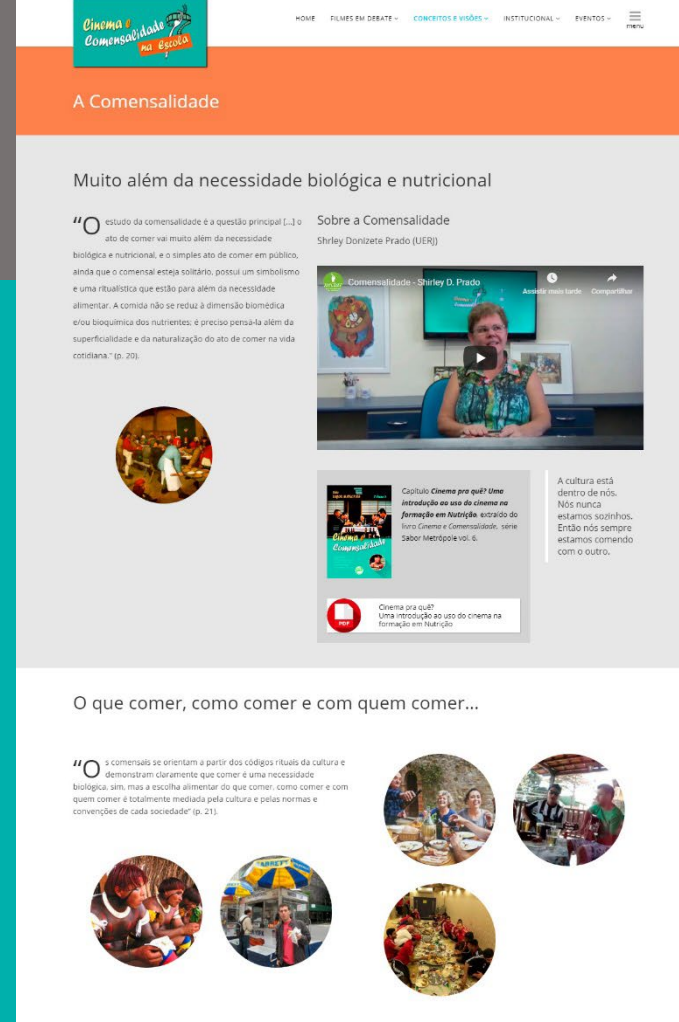 Cinema e
Comensalidade
na Escola
HOME FILMES EM DEBATE CONCEITOS E VISÕES INSTITUCIONAL EVENTOS menu
A Comensalidade
Muito além da necessidade biológica e nutricional
“O estudo da comensalidade é a questão principal [...] o
ato de comer vai muito além da necessidade
biológica e nutricional, e o simples ato de comer em público,
ainda que o comensal esteja solitário, possui um simbolismo
e uma ritualística que estão para além da necessidade
alimentar. A comida não se reduz à dimensão biomédica
e/ou bioquímica dos nutrientes; é preciso pensá-la além da
superficialidade e da naturalização do ato de comer na vida
cotidiana.” (p. 20).
Sobre a Comensalidade
Shrley Donizete Prado (UERJ)
Comensalidade - Shirley D. Prado
Assistir mais tarde
Compartilhar
Cinema e
Comensalidade
Capítulo Cinema pra quê? Uma
introdução ao uso do cinema na
formação em Nutrição, extraído do
livro Cinema e Comensalidade, série
Sabor Metrópole vol. 6.
PDF
Cinema pra quê?
Uma introdução ao uso do cinema na
formação em Nutrição
A cultura está
dentro de nós.
Nós nunca
estamos sozinhos.
Então nós sempre
estamos comendo
com o outro.
O que comer, como comer e com quem comer...
“O s comensais se orientam a partir dos códigos rituais da cultura e
demonstram claramente que comer é uma necessidade
biológica, sim, mas a escolha alimentar do que comer, como comer e com
quem comer é totalmente mediada pela cultura e pelas normas e
convenções de cada sociedade” (p. 21).
SABRETT